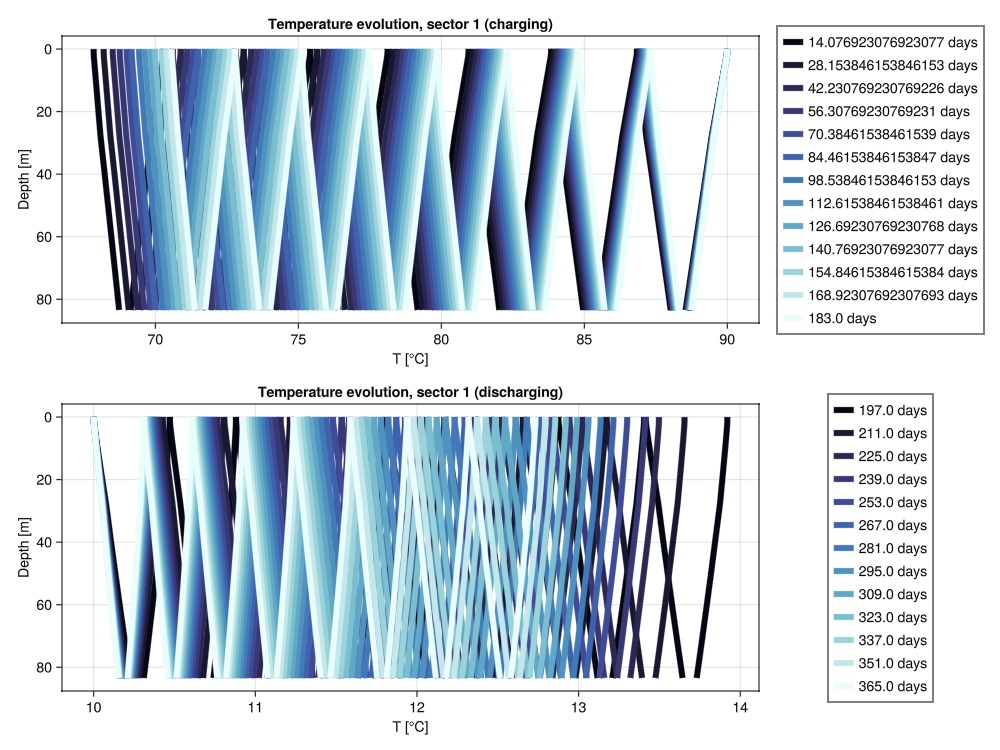 Temperature evolution, sector 1 (charging)
0
20
40
60
80
Depth [m]
70
75
80
85
90
T [°C]
14.076923076923077 days
28.153846153846153 days
42.230769230769226 days
56.30769230769231 days
70.38461538461539 days
84.46153846153847 days
98.53846153846153 days
112.61538461538461 days
126.69230769230768 days
140.76923076923077 days
154.84615384615384 days
168.92307692307693 days
183.0 days
Temperature evolution, sector 1 (discharging)
0
20
40
60
80
Depth [m]
10
11
12
13
14
T [°C]
197.0 days
211.0 days
225.0 days
239.0 days
253.0 days
267.0 days
281.0 days
295.0 days
309.0 days
323.0 days
337.0 days
351.0 days
365.0 days